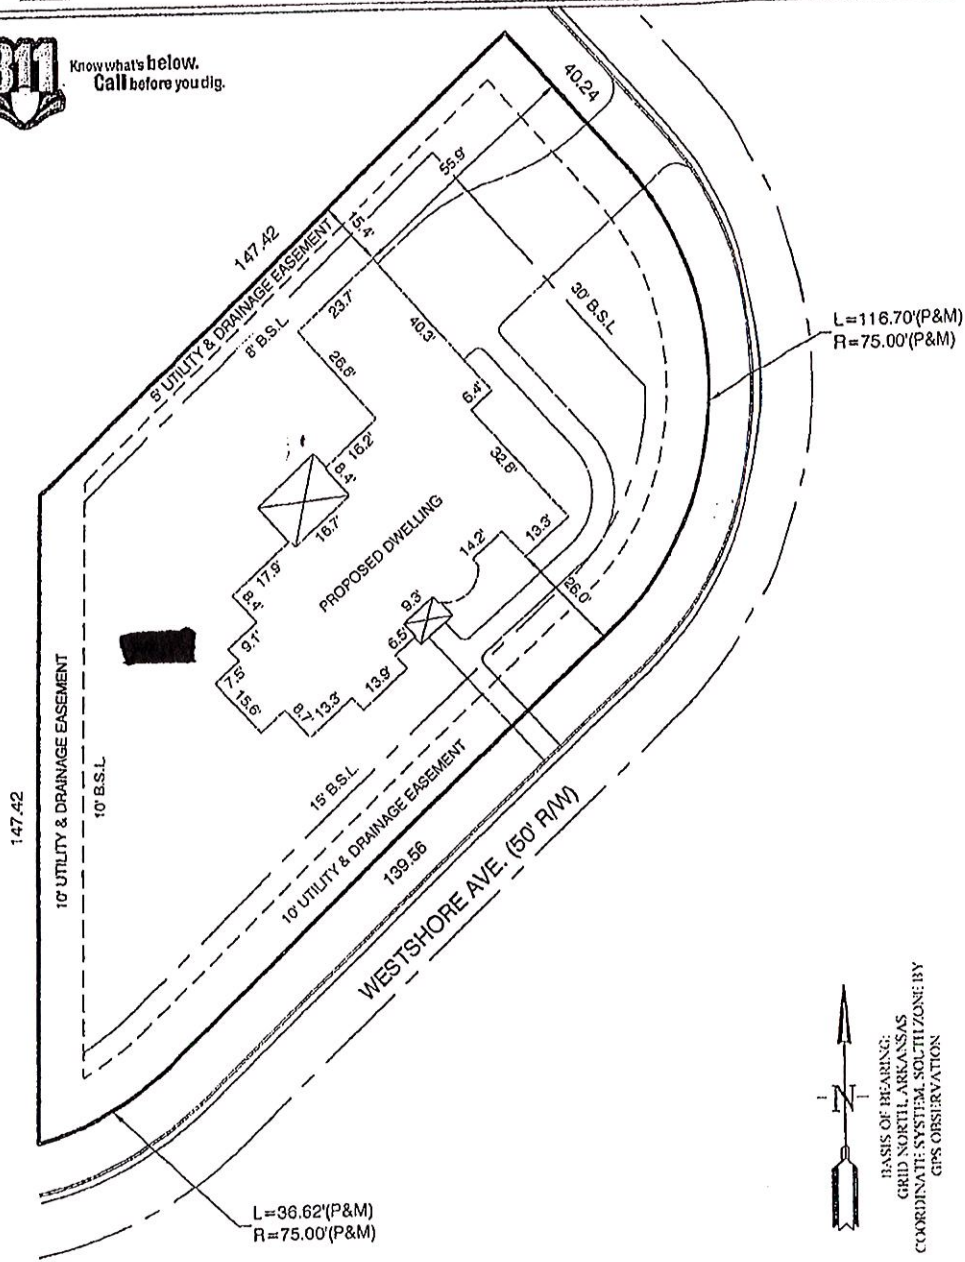 811
Know what's below.
Call before you dig.
40.24
55.9'
147.42
5' UTILITY & DRAINAGE EASEMENT
15.4'
8' B.S.L
23.7'
40.3'
30' B.S.L
L=116.70'(P&M)
R=75.00'(P&M)
26.8'
6.4'
16.2'
8.4'
32.8'
16.7'
PROPOSED DWELLING
14.2'
13.3'
17.9'
8.4'
9.3'
26.0'
9.1'
6.5'
7.5'
15.6'
13.9'
8.7'
13.3'
10' UTILITY & DRAINAGE EASEMENT
10' B.S.L
15' B.S.L
147.42
10' UTILITY & DRAINAGE EASEMENT
139.56
WESTSHORE AVE. (50' R/W)
L=36.62'(P&M)
R=75.00'(P&M)
N
BASIS OF BEARING:
GRID NORTH, ARKANSAS
COORDINATE SYSTEM, SOUTH ZONE BY
GPS OBSERVATION